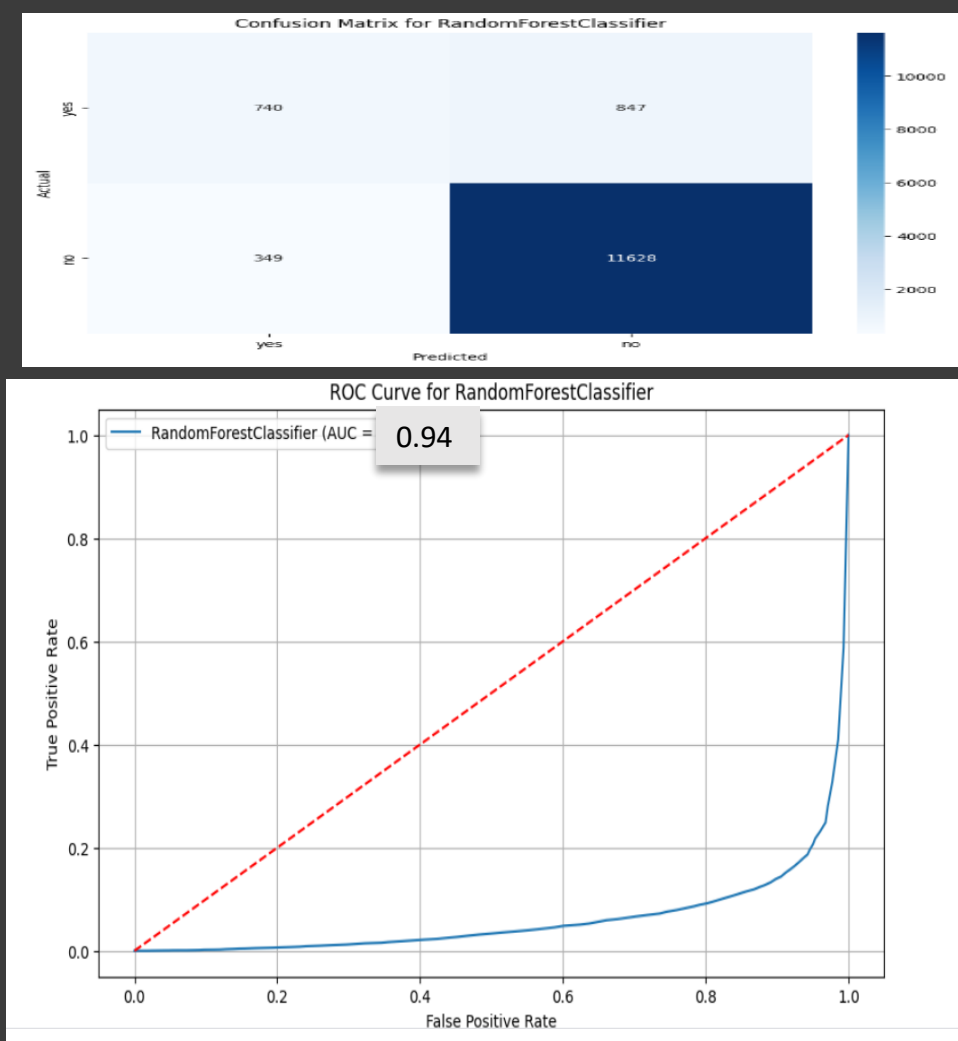 Confusion Matrix for RandomForestClassifier
yes
740
847
Actual
no
349
11628
yes
no
Predicted
10000
8000
6000
4000
2000
ROC Curve for RandomForestClassifier
RandomForestClassifier (AUC = 0.94
1.0
0.8
0.6
0.4
0.2
0.0
True Positive Rate
0.0
0.2
0.4
0.6
0.8
1.0
False Positive Rate